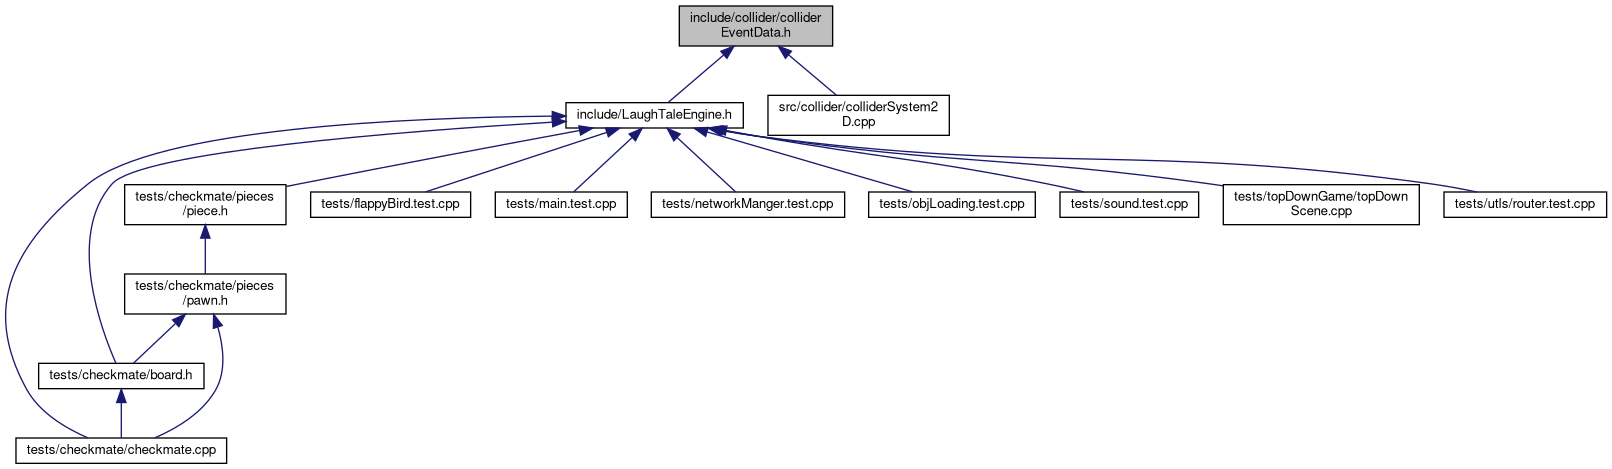 include/collider/collider
EventData.h
include/LaughTaleEngine.h
src/collider/colliderSystem2
D.cpp
tests/checkmate/pieces
/piece.h
tests/flappyBird.test.cpp
tests/main.test.cpp
tests/networkManger.test.cpp
tests/objLoading.test.cpp
tests/sound.test.cpp
tests/topDownGame/topDown
Scene.cpp
tests/utls/router.test.cpp
tests/checkmate/pieces
/pawn.h
tests/checkmate/board.h
tests/checkmate/checkmate.cpp